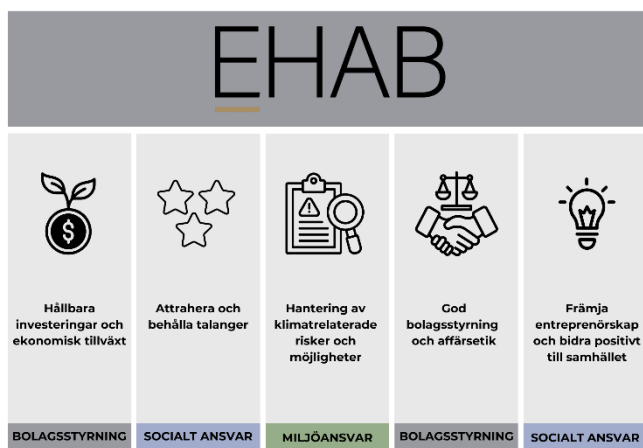 EHAB
$
Hållbara
investeringar och
ekonomisk tillväxt
Attrahera och
behålla talanger
Hantering av
klimatrelaterade
risker och
möjligheter
God
bolagsstyrning
och affärsetik
Främja
entreprenörskap
och bidra positivt
till samhället
BOLAGSSTYRNING
SOCIALT ANSVAR
MILJÖANSVAR
BOLAGSSTYRNING
SOCIALT ANSVAR